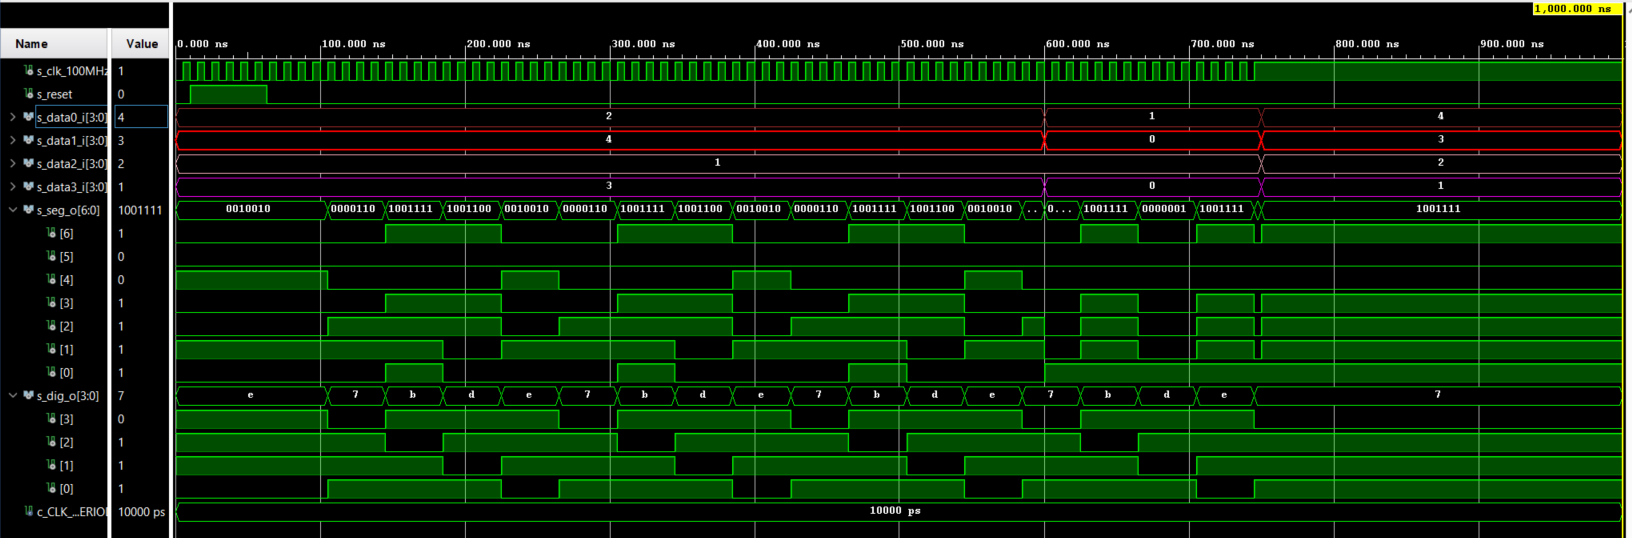 1,000.000 ns
Name Value 0.000 ns 100.000 ns 200.000 ns 300.000 ns 400.000 ns 500.000 ns 600.000 ns 700.000 ns 800.000 ns 900.000 ns
s_clk_100MHz 1
s_reset 0
s_data0_i[3:0] 4 2 1 4
s_data1_i[3:0] 3 4 0 3
s_data2_i[3:0] 2 1 2
s_data3_i[3:0] 1 3 0 1
s_seg_o[6:0] 1001111 0010010 0000110 1001111 1001100 0010010 0000110 1001111 1001100 0010010 0000110 1001111 1001100 0010010 ... 0... 1001111 0000001 1001111 1001111
[6] 1
[5] 0
[4] 0
[3] 1
[2] 1
[1] 1
[0] 1
s_dig_o[3:0] 7 e 7 b d e 7 b d e 7 b d e 7 b d e 7
[3] 0
[2] 1
[1] 1
[0] 1
c_CLK_...ERIOD 10000 ps 10000 ps